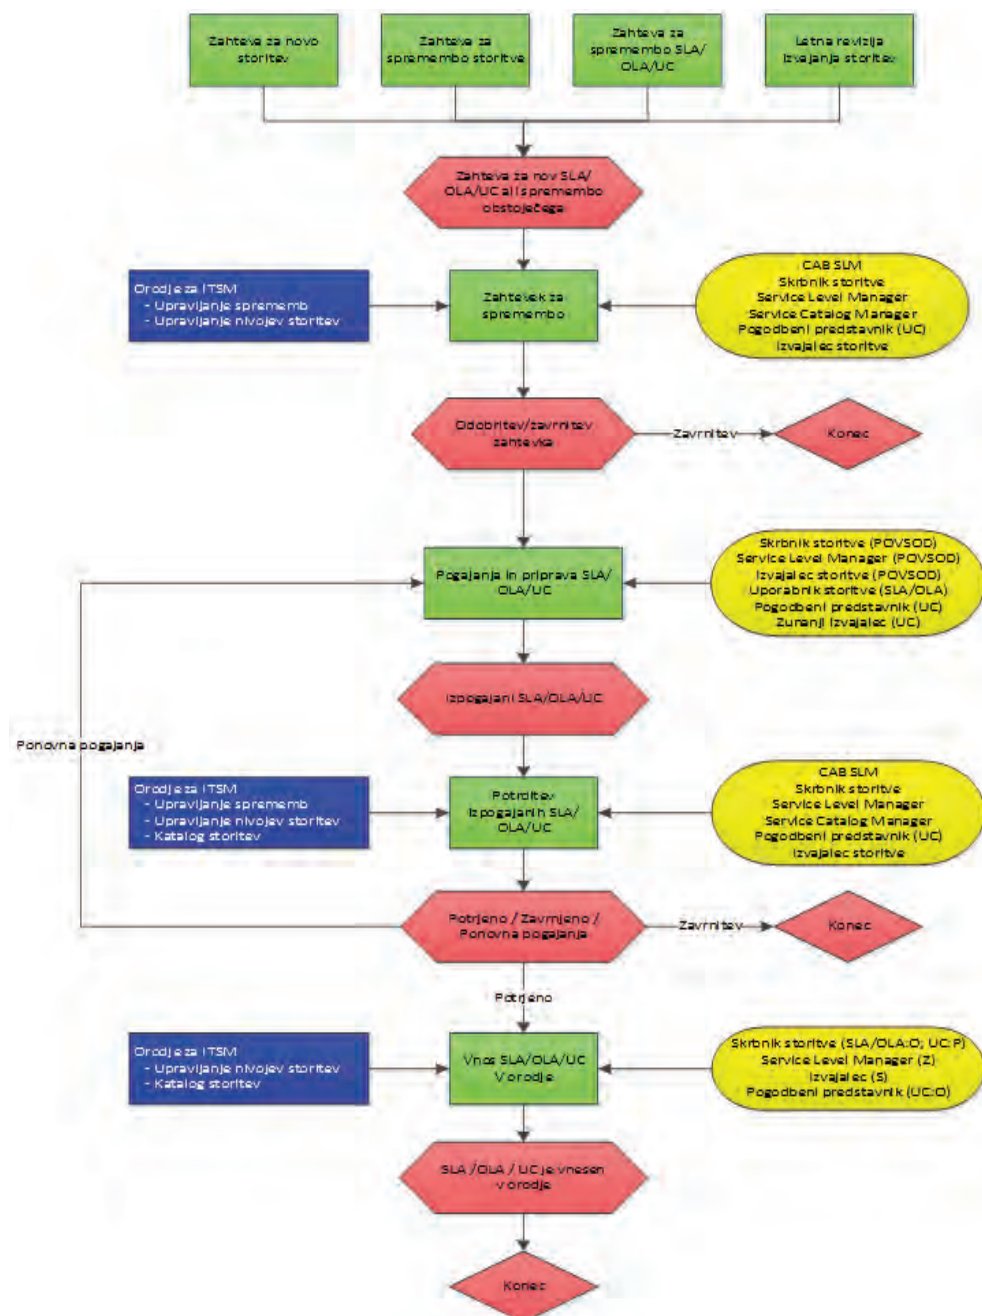 Zahteva za novo
storitev
Zahteva za
spremembo storitve
Zahteva za
spremembo SLA/
OLA/UC
Letna revizija
izvajanja storitev
Zahteva za nov SLA/
OLA/UC ali spremembo
obstoječega
Orodje za ITSM
- Upravljanje sprememb
- Upravljanje nivojev storitev
Zahtevek za
spremembo
CAB SLM
Skrbnik storitve
Service Level Manager
Service Catalog Manager
Pogodbeni predstavnik (UC)
Izvajalec storitve
Odobritev/zavrnitev
zahtevka
Zavrnitev
Konec
Pogajanja in priprava SLA/
OLA/UC
Skrbnik storitve (POVSOD)
Service Level Manager (POVSOD)
Izvajalec storitve (POVSOD)
Uporabnik storitve (SLA/OLA)
Pogodbeni predstavnik (UC)
Zunanji izvajalec (UC)
Izpogajani SLA/OLA/UC
Ponovna pogajanja
Orodje za ITSM
- Upravljanje sprememb
- Upravljanje nivojev storitev
- Katalog storitev
Potrditev
izpogajanih SLA/
OLA/UC
CAB SLM
Skrbnik storitve
Service Level Manager
Service Catalog Manager
Pogodbeni predstavnik (UC)
Izvajalec storitve
Potrjeno / Zavrnjeno /
Ponovna pogajanja
Zavrnitev
Konec
Potrjeno
Orodje za ITSM
- Upravljanje nivojev storitev
- Katalog storitev
Vnos SLA/OLA/UC
V orodje
Skrbnik storitve (SLA/OLA:O; UC:P)
Service Level Manager (Z)
Izvajalec (S)
Pogodbeni predstavnik (UC:O)
SLA /OLA / UC je vnesen
v orodje
Konec